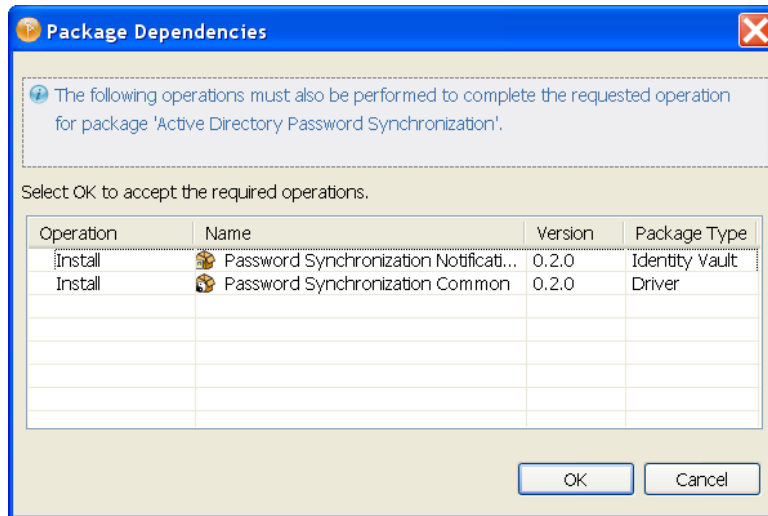 Package Dependencies
The following operations must also be performed to complete the requested operation
for package 'Active Directory Password Synchronization'.
Select OK to accept the required operations.
Operation Name Version Package Type
Install Password Synchronization Notificati... 0.2.0 Identity Vault
Install Password Synchronization Common 0.2.0 Driver
OK Cancel